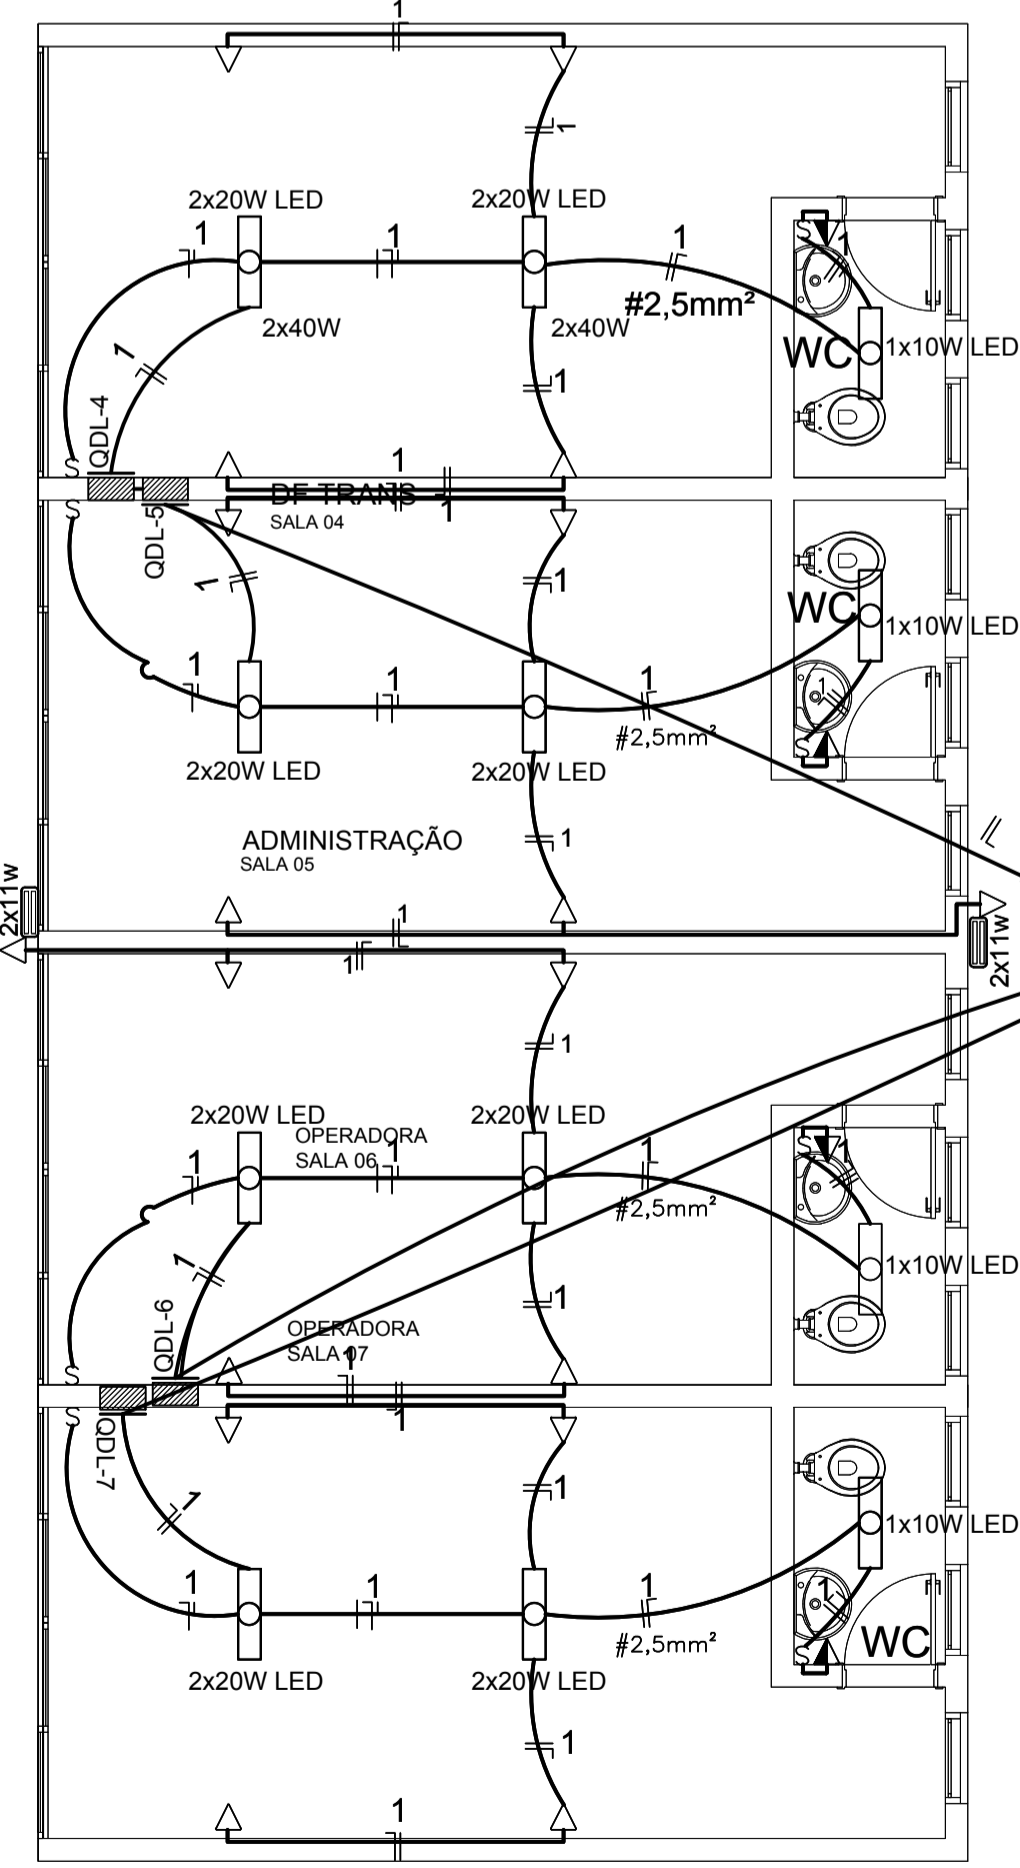 1
1
2x20W LED
2x20W LED
1
1
1
#2,5mm²
1
2x40W
2x40W
WC
1x10W LED
1
1
QDL-4
S
S
1
DF TRANS
1
SALA 04
S
QDL-5
1
1
WC
1x10W LED
1
1
1
1
#2,5mm²
S
2x20W LED
2x20W LED
ADMINISTRAÇÃO
SALA 05
1
2x11w
1
1
2x11w
1
2x20W LED
2x20W LED
OPERADORA
SALA 06
1
1
1
S
1
#2,5mm²
1
1x10W LED
1
QDL-6
OPERADORA
SALA 07
1
S
S
1
QDL-7
1
1
1x10W LED
1
1
1
1
#2,5mm²
S
WC
2x20W LED
2x20W LED
1
1